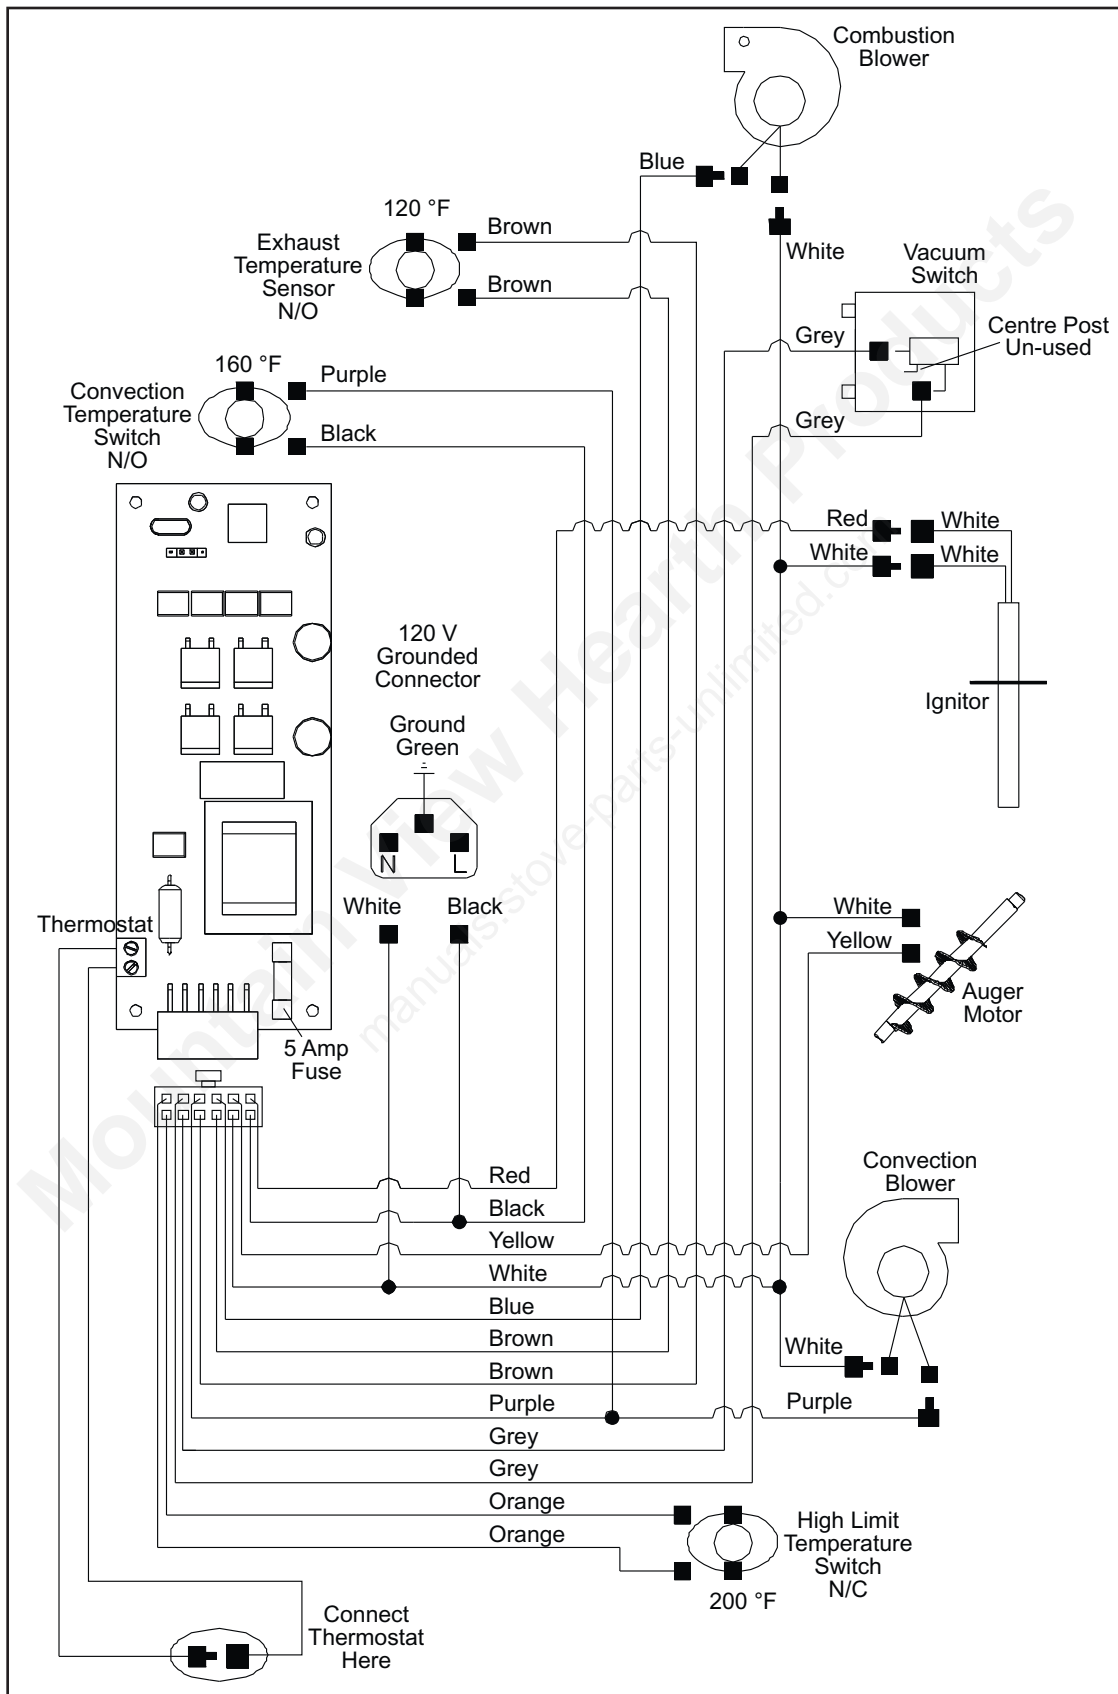 Combustion
Blower
Blue
120 °F
Brown
Exhaust
Temperature
Sensor
N/O
Brown
White
Vacuum
Switch
Grey
Centre Post
Un-used
160 °F
Purple
Convection
Temperature
Switch
N/O
Black
Grey
Red
White
White
White
Ignitor
120 V
Grounded
Connector
Ground
Green
N
L
White
Black
Thermostat
5 Amp
Fuse
White
Yellow
Auger
Motor
Red
Black
Yellow
White
Blue
Brown
Brown
Purple
Grey
Grey
Orange
Orange
Convection
Blower
White
Purple
High Limit
Temperature
Switch
N/C
200 °F
Connect
Thermostat
Here
Mountain View Hearth Products
manuals.stove-parts-unlimited.com